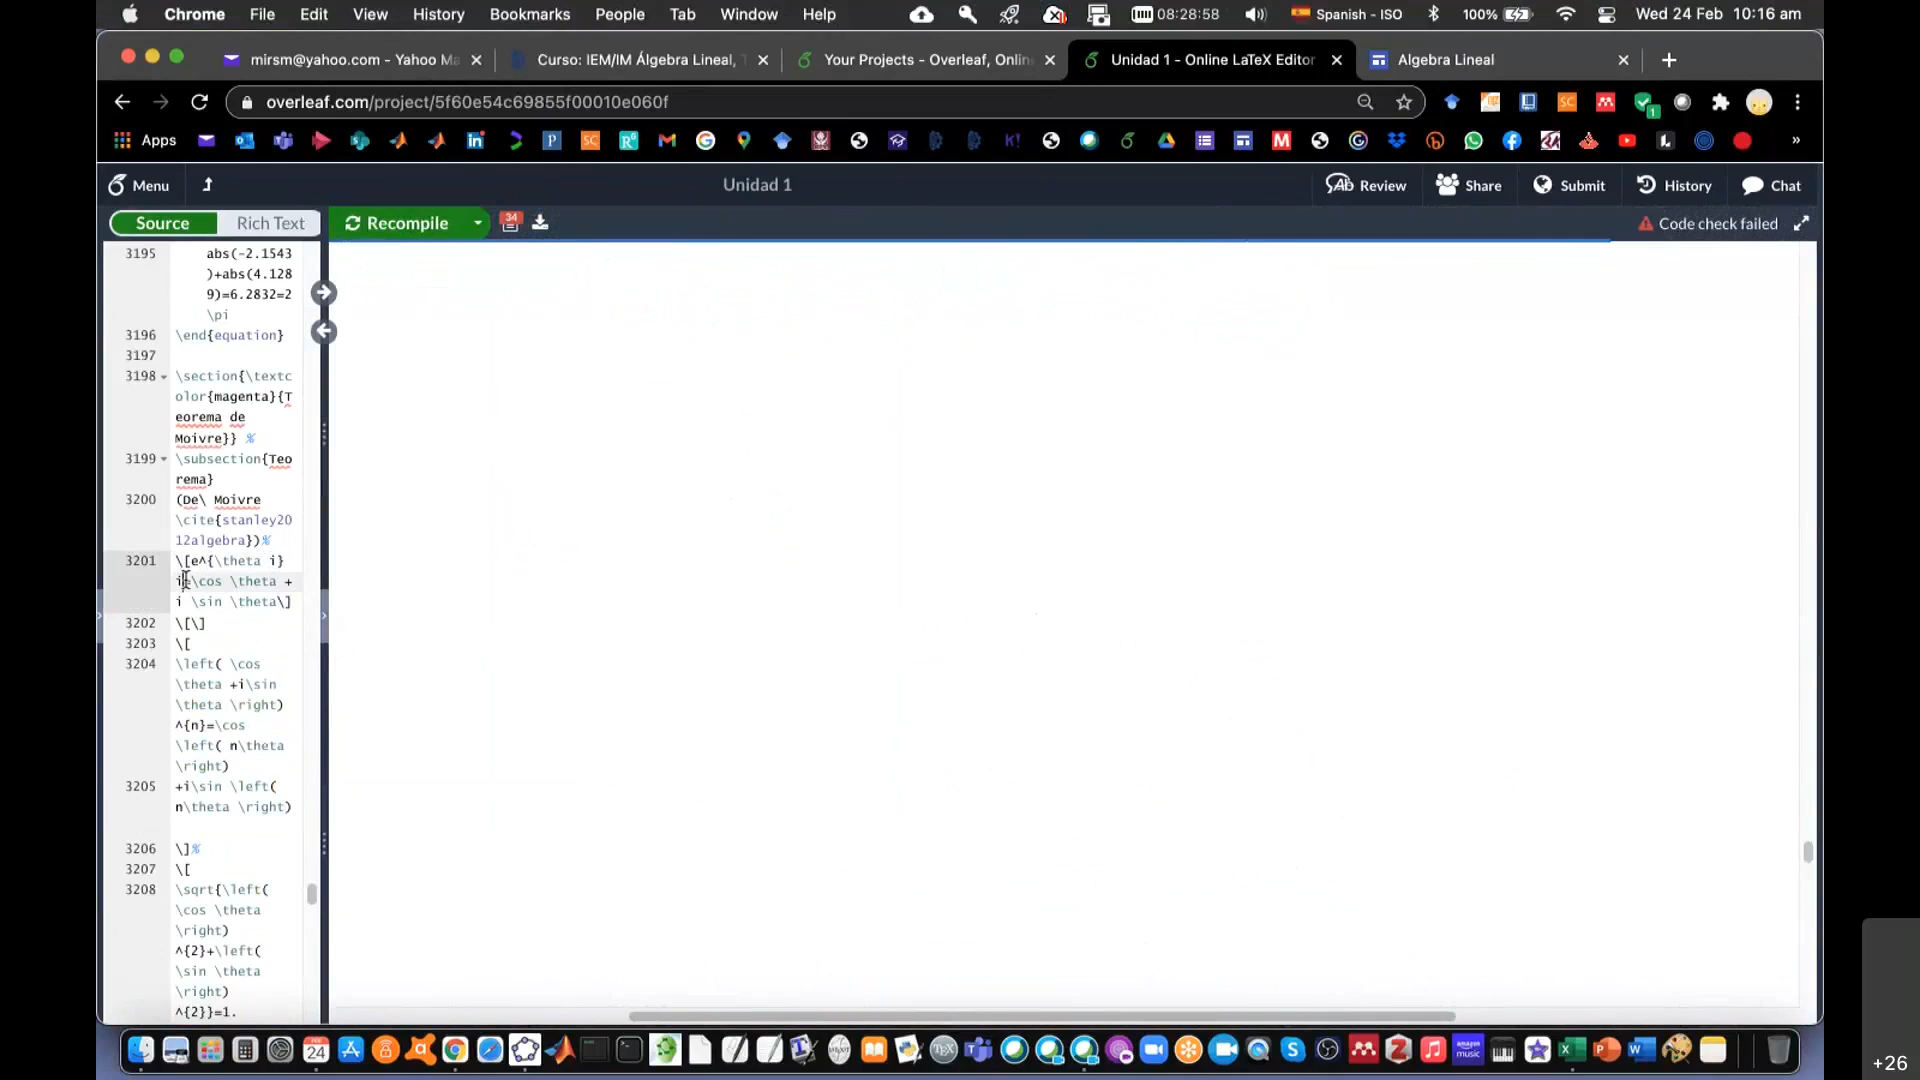 Chrome File Edit View History Bookmarks People Tab Window Help 08:28:58 Spanish - ISO 100% Wed 24 Feb 10:16 am
mirsm@yahoo.com - Yahoo Ma Curso: IEM/IM Álgebra Lineal, T Your Projects - Overleaf, Onlin Unidad 1 - Online LaTeX Editor Algebra Lineal
overleaf.com/project/5f60e54c69855f00010e060f
Apps
Menu Unidad 1 Review Share Submit History Chat
Source Rich Text Recompile 34 Code check failed
3195 abs(-2.1543
)+abs(4.128
9)=6.2832=2
\pi
3196 \end{equation}
3197
3198 \section{\textc
olor{magenta}{T
eorema de
Moivre}} %
3199 \subsection{Teo
rema}
3200 (De\ Moivre
\cite{stanley20
12algebra})%
3201 \[e^{\theta i}
i=\cos \theta +
i \sin \theta\]
3202 \[\]
3203 \[
3204 \left( \cos
\theta +i\sin
\theta \right)
^{n}=\cos
\left( n\theta
\right)
3205 +i\sin \left(
n\theta \right)
3206 \]%
3207 \[
3208 \sqrt{\left(
\cos \theta
\right)
^{2}+\left(
\sin \theta
\right)
^{2}}=1.
+26